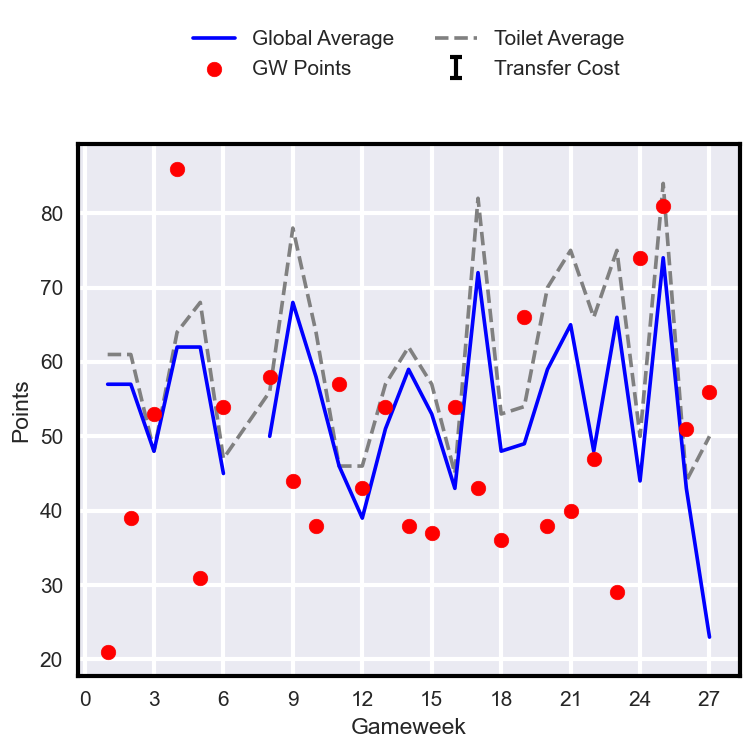 Global Average
Toilet Average
GW Points
Transfer Cost
80
70
60
50
40
30
20
Points
0 3 6 9 12 15 18 21 24 27
Gameweek